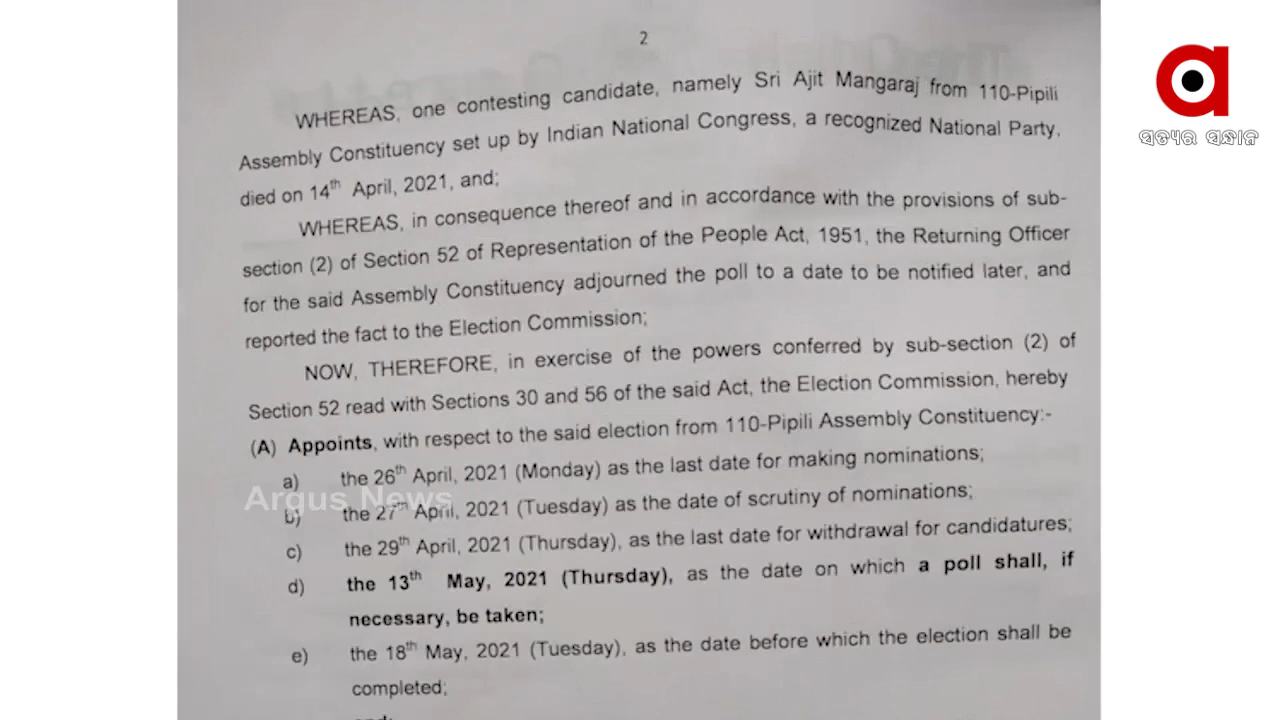 2
WHEREAS, one contesting candidate, namely Sri Ajit Mangaraj from 110-Pipili
Assembly Constituency set up by Indian National Congress, a recognized National Party,
died on 14th April, 2021, and;
WHEREAS, in consequence thereof and in accordance with the provisions of sub-
section (2) of Section 52 of Representation of the People Act, 1951, the Returning Officer
for the said Assembly Constituency adjourned the poll to a date to be notified later, and
reported the fact to the Election Commission;
NOW, THEREFORE, in exercise of the powers conferred by sub-section (2) of
Section 52 read with Sections 30 and 56 of the said Act, the Election Commission, hereby
(A) Appoints, with respect to the said election from 110-Pipili Assembly Constituency:-
a) the 26th April, 2021 (Monday) as the last date for making nominations;
b) the 27th April, 2021 (Tuesday) as the date of scrutiny of nominations;
c) the 29th April, 2021 (Thursday), as the last date for withdrawal for candidatures;
d) the 13th May, 2021 (Thursday), as the date on which a poll shall, if
necessary, be taken;
e) the 18th May, 2021 (Tuesday), as the date before which the election shall be
completed;
and;
Argus News
a
ସତ୍ୟର ସନ୍ଧାନ